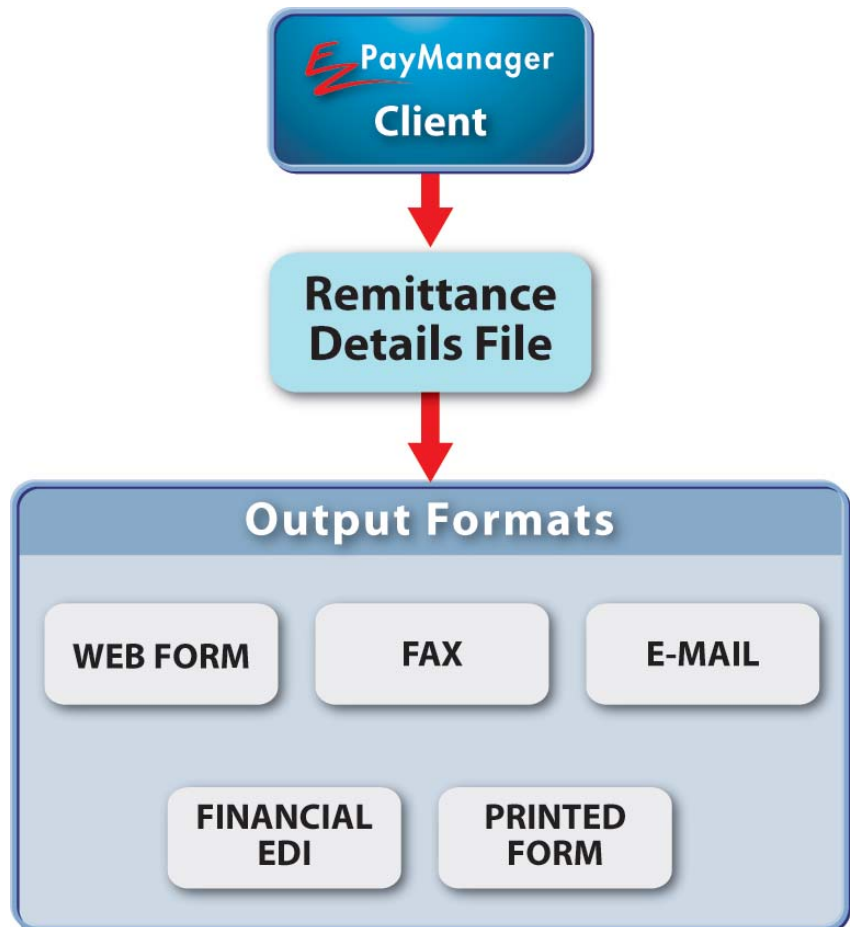 EZ PayManager
Client
Remittance
Details File
Output Formats
WEB FORM
FAX
E-MAIL
FINANCIAL
EDI
PRINTED
FORM